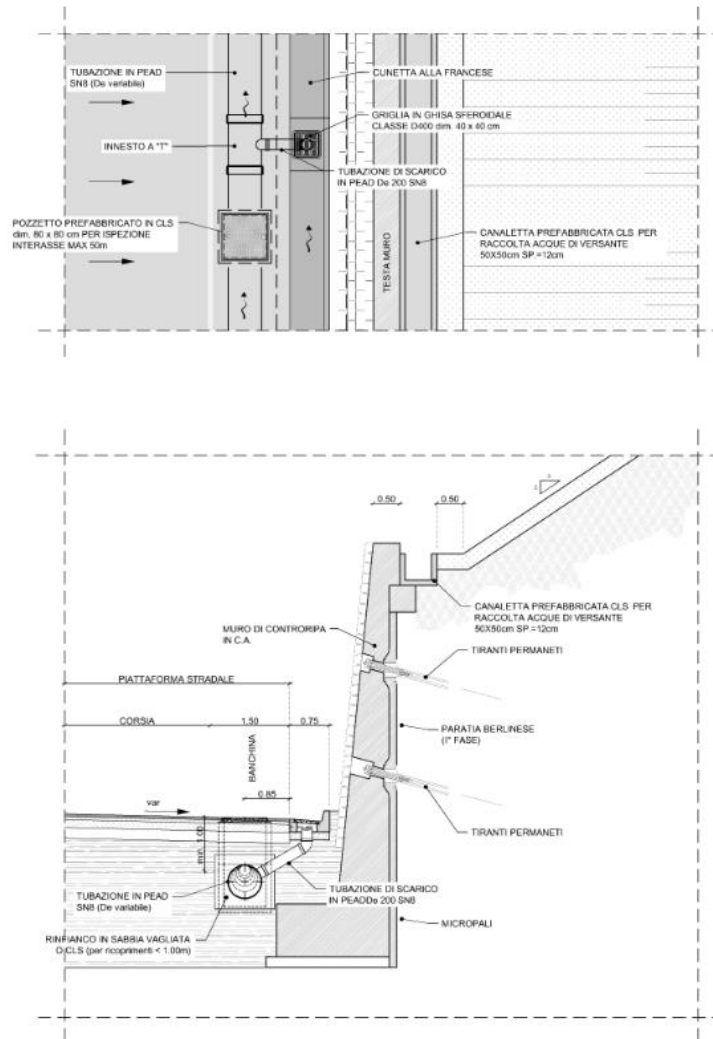 TUBAZIONE IN PEAD
SN8 (De variabile)
CUNETTA ALLA FRANCESE
GRIGLIA IN GHISA SFEROIDALE
CLASSE D400 dim. 40 x 40 cm
INNESTO A "T"
TUBAZIONE DI SCARICO
IN PEAD De 200 SN8
POZZETTO PREFABBRICATO IN CLS
dim. 80 x 80 cm PER ISPEZIONE
INTERASSE MAX 50m
TESTA MURO
CANALETTA PREFABBRICATA CLS PER
RACCOLTA ACQUE DI VERSANTE
50X50cm SP.=12cm
0.50
0.50
CANALETTA PREFABBRICATA CLS PER
RACCOLTA ACQUE DI VERSANTE
50X50cm SP.=12cm
MURO DI CONTRORIPA
IN C.A.
TIRANTI PERMANETI
PIATTAFORMA STRADALE
CORSIA
1.50
0.75
PARATIA BERLINESE
(I° FASE)
BANCHINA
0.85
var
min. 1.00
TIRANTI PERMANETI
TUBAZIONE IN PEAD
SN8 (De variabile)
TUBAZIONE DI SCARICO
IN PEADDe 200 SN8
MICROPALI
RINFIANCO IN SABBIA VAGLIATA
O CLS (per ricoprimenti < 1.00m)